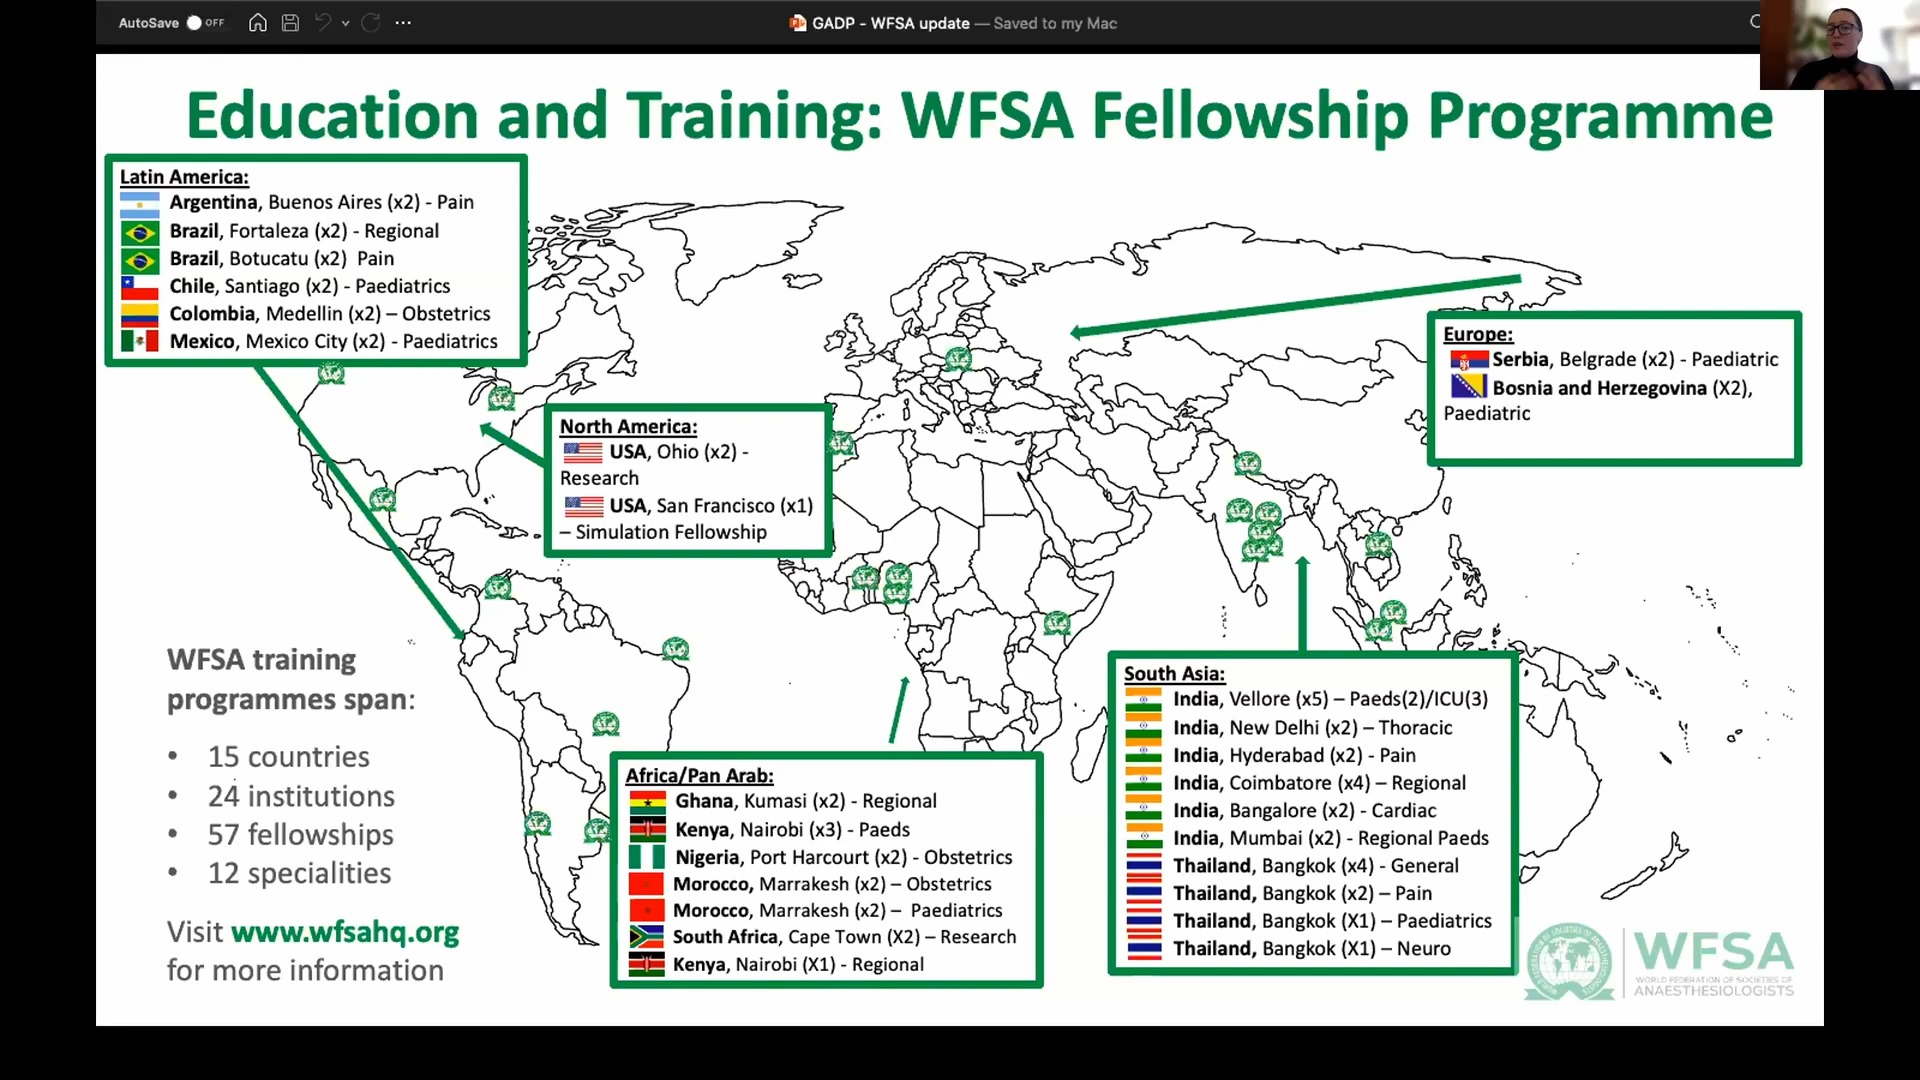 AutoSave OFF
GADP - WFSA update — Saved to my Mac
Education and Training: WFSA Fellowship Programme
Latin America:
Argentina, Buenos Aires (x2) - Pain
Brazil, Fortaleza (x2) - Regional
Brazil, Botucatu (x2) Pain
Chile, Santiago (x2) - Paediatrics
Colombia, Medellin (x2) – Obstetrics
Mexico, Mexico City (x2) - Paediatrics
North America:
USA, Ohio (x2) -
Research
USA, San Francisco (x1)
– Simulation Fellowship
Europe:
Serbia, Belgrade (x2) - Paediatric
Bosnia and Herzegovina (X2),
Paediatric
WFSA training
programmes span:
• 15 countries
• 24 institutions
• 57 fellowships
• 12 specialities
Visit www.wfsahq.org
for more information
Africa/Pan Arab:
Ghana, Kumasi (x2) - Regional
Kenya, Nairobi (x3) - Paeds
Nigeria, Port Harcourt (x2) - Obstetrics
Morocco, Marrakesh (x2) – Obstetrics
Morocco, Marrakesh (x2) – Paediatrics
South Africa, Cape Town (X2) – Research
Kenya, Nairobi (X1) - Regional
South Asia:
India, Vellore (x5) – Paeds(2)/ICU(3)
India, New Delhi (x2) – Thoracic
India, Hyderabad (x2) - Pain
India, Coimbatore (x4) – Regional
India, Bangalore (x2) - Cardiac
India, Mumbai (x2) - Regional Paeds
Thailand, Bangkok (x4) - General
Thailand, Bangkok (x2) – Pain
Thailand, Bangkok (X1) – Paediatrics
Thailand, Bangkok (X1) – Neuro
WFSA
WORLD FEDERATION OF SOCIETIES OF
ANAESTHESIOLOGISTS